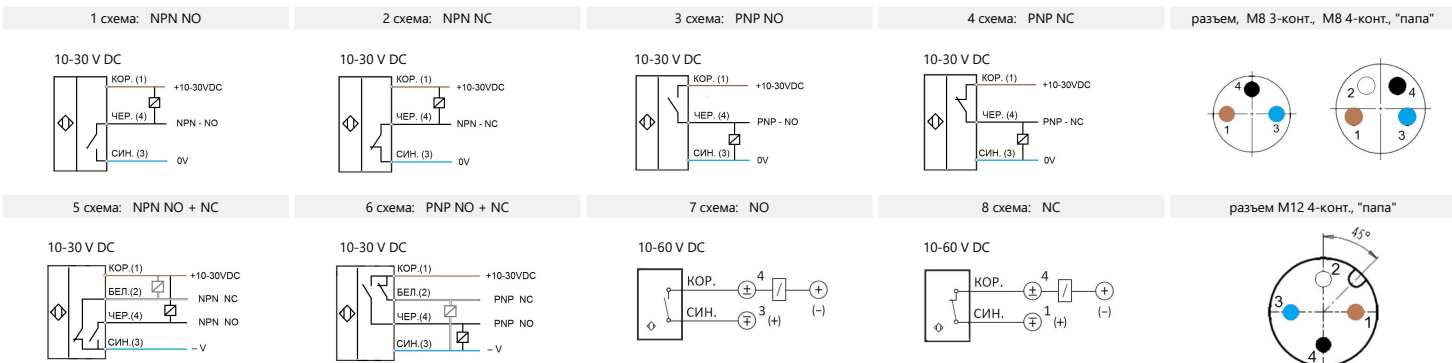 1 схема: NPN NO
2 схема: NPN NC
3 схема: PNP NO
4 схема: PNP NC
разъем, М8 3-конт., М8 4-конт., "папа"
10-30 V DC
КОР. (1)
+10-30VDC
ЧЕР. (4)
NPN - NO
СИН. (3)
0V
10-30 V DC
КОР. (1)
+10-30VDC
ЧЕР. (4)
NPN - NC
СИН. (3)
0V
10-30 V DC
КОР. (1)
+10-30VDC
ЧЕР. (4)
PNP - NO
СИН. (3)
0V
10-30 V DC
КОР. (1)
+10-30VDC
ЧЕР. (4)
PNP - NC
СИН. (3)
0V
4
1
3
2
4
1
3
5 схема: NPN NO + NC
6 схема: PNP NO + NC
7 схема: NO
8 схема: NC
разъем М12 4-конт., "папа"
10-30 V DC
КОР.(1)
+10-30VDC
БЕЛ.(2)
NPN NC
ЧЕР.(4)
NPN NO
СИН.(3)
– V
10-30 V DC
КОР.(1)
+10-30VDC
БЕЛ.(2)
PNP NC
ЧЕР.(4)
PNP NO
СИН.(3)
– V
10-60 V DC
КОР.
4
±
+
(-)
СИН.
∓
3
(+)
10-60 V DC
КОР.
4
±
+
(-)
СИН.
∓
1
(+)
45°
2
3
1
4